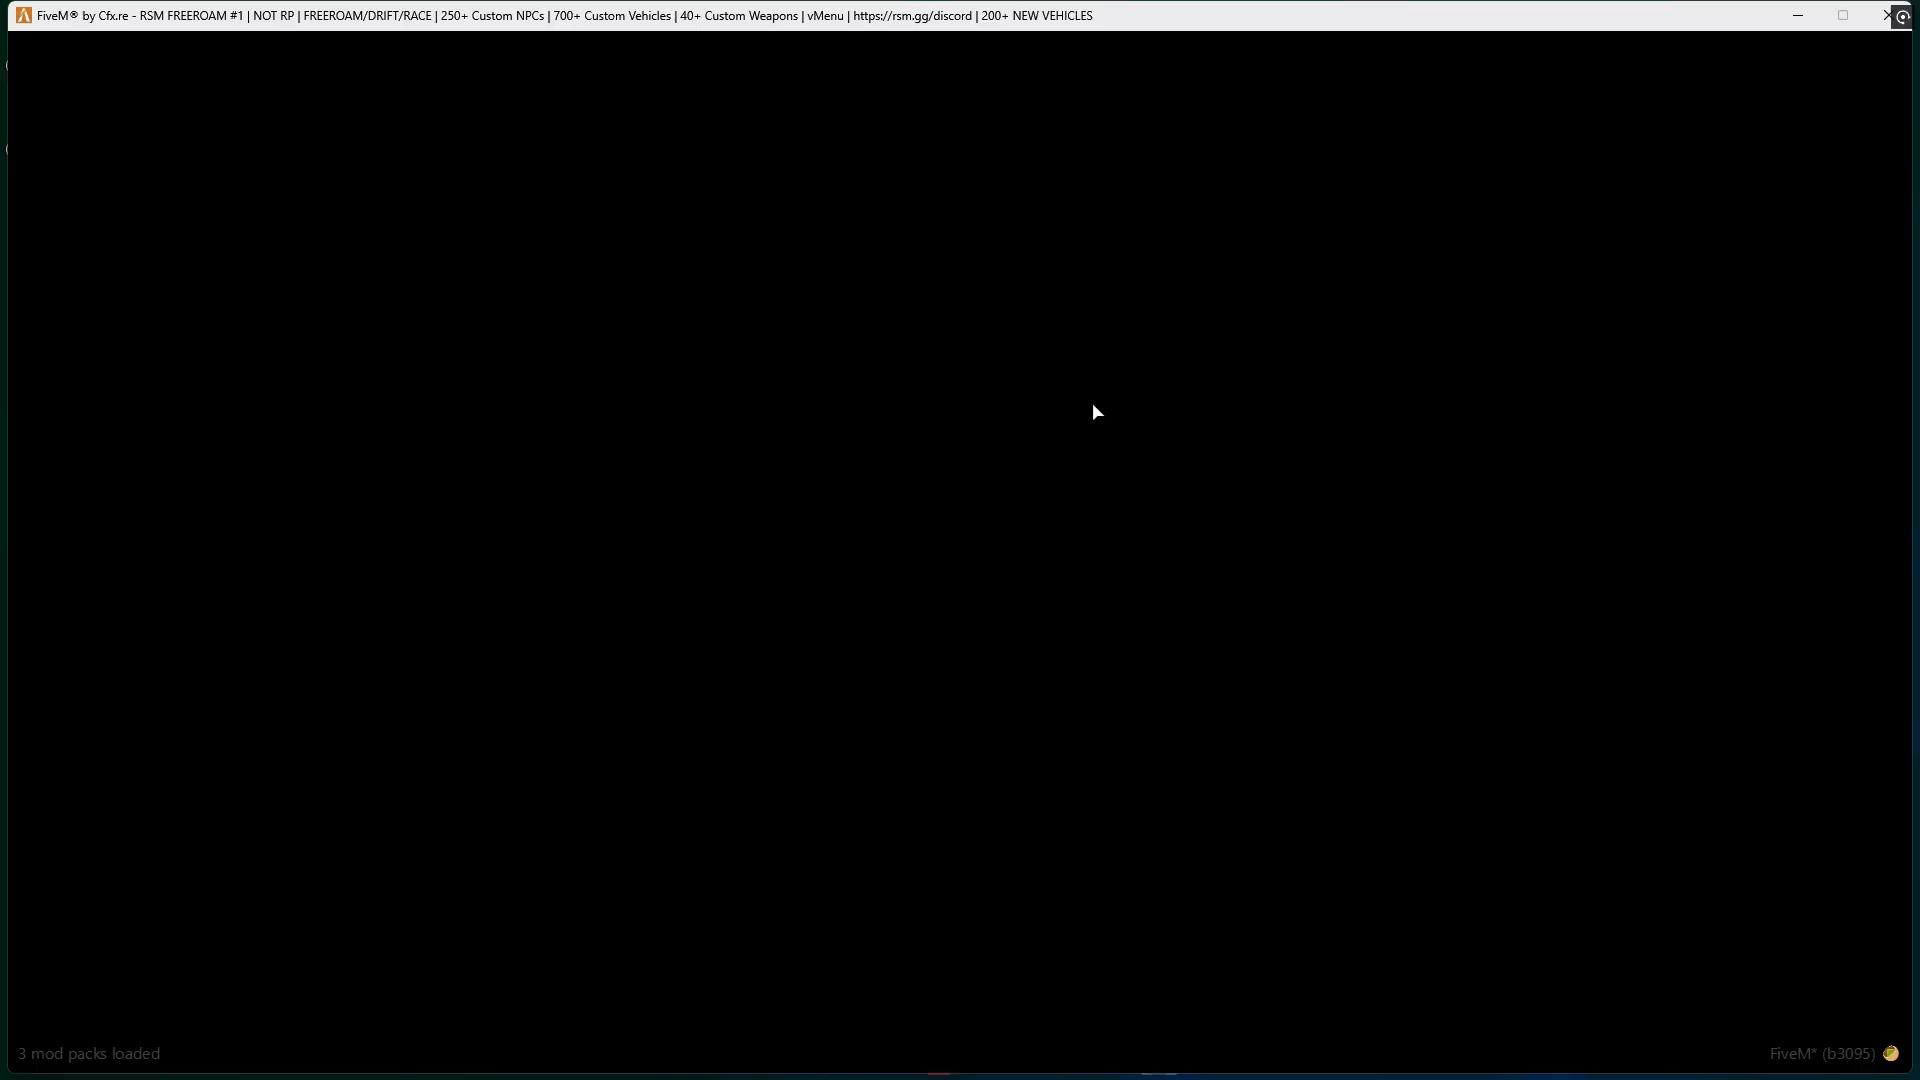 FiveM® by Cfx.re - RSM FREEROAM #1 | NOT RP | FREEROAM/DRIFT/RACE | 250+ Custom NPCs | 700+ Custom Vehicles | 40+ Custom Weapons | vMenu | https://rsm.gg/discord | 200+ NEW VEHICLES
3 mod packs loaded
FiveM* (b3095)